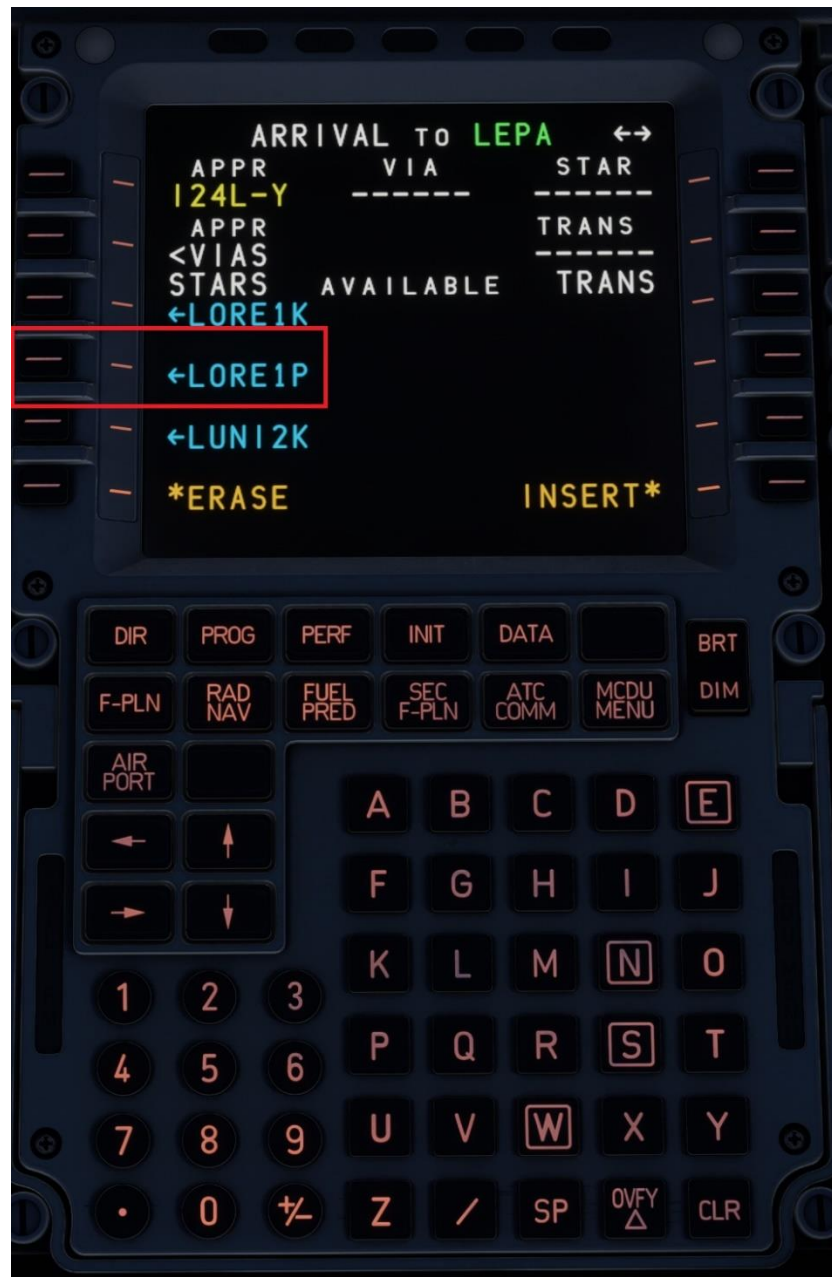 ARRIVAL TO LEPA ←→
APPR VIA STAR
I24L-Y ------ ------
APPR TRANS
<VIAS ------
STARS AVAILABLE TRANS
←LORE1K
←LORE1P
←LUNI2K
*ERASE INSERT*
DIR PROG PERF INIT DATA
BRT
F-PLN RAD NAV FUEL PRED SEC F-PLN ATC COMM MCDU MENU DIM
AIR PORT
A B C D E
← ↑
F G H I J
→ ↓
K L M N O
1 2 3
P Q R S T
4 5 6
U V W X Y
7 8 9
. 0 +/- Z / SP OVFY △ CLR